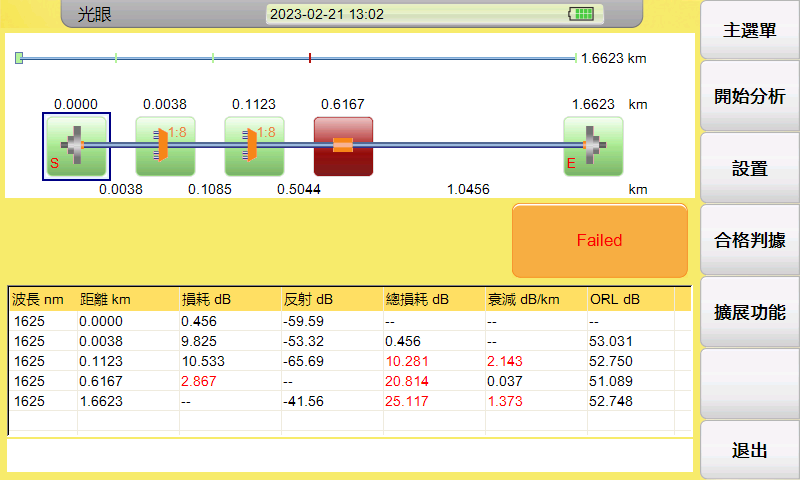 光眼 2023-02-21 13:02
主選單
1.6623 km
0.0000 0.0038 0.1123 0.6167 1.6623 km
開始分析
1:8 1:8
S E
0.0038 0.1085 0.5044 1.0456 km
設置
Failed
合格判據
波長 nm 距離 km 損耗 dB 反射 dB 總損耗 dB 衰減 dB/km ORL dB
1625 0.0000 0.456 -59.59 -- -- --
擴展功能
1625 0.0038 9.825 -53.32 0.456 -- 53.031
1625 0.1123 10.533 -65.69 10.281 2.143 52.750
1625 0.6167 2.867 -- 20.814 0.037 51.089
1625 1.6623 -- -41.56 25.117 1.373 52.748
退出